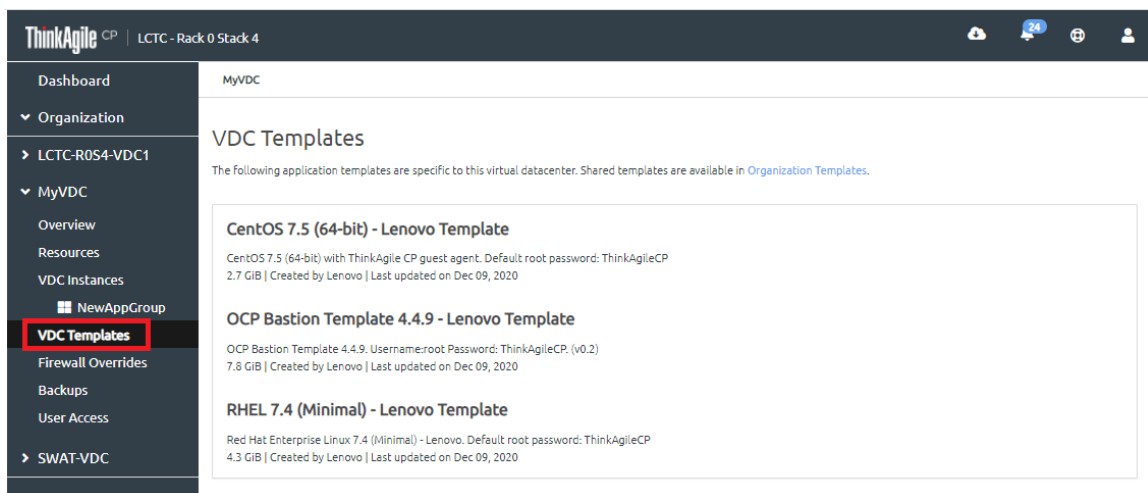 ThinkAgile CP | LCTC - Rack 0 Stack 4
24
Dashboard
Organization
LCTC-R0S4-VDC1
MyVDC
Overview
Resources
VDC Instances
NewAppGroup
VDC Templates
Firewall Overrides
Backups
User Access
SWAT-VDC
MyVDC
VDC Templates
The following application templates are specific to this virtual datacenter. Shared templates are available in Organization Templates.
CentOS 7.5 (64-bit) - Lenovo Template
CentOS 7.5 (64-bit) with ThinkAgile CP guest agent. Default root password: ThinkAgileCP
2.7 GiB | Created by Lenovo | Last updated on Dec 09, 2020
OCP Bastion Template 4.4.9 - Lenovo Template
OCP Bastion Template 4.4.9. Username:root Password: ThinkAgileCP. (v0.2)
7.8 GiB | Created by Lenovo | Last updated on Dec 09, 2020
RHEL 7.4 (Minimal) - Lenovo Template
Red Hat Enterprise Linux 7.4 (Minimal) - Lenovo. Default root password: ThinkAgileCP
4.3 GiB | Created by Lenovo | Last updated on Dec 09, 2020